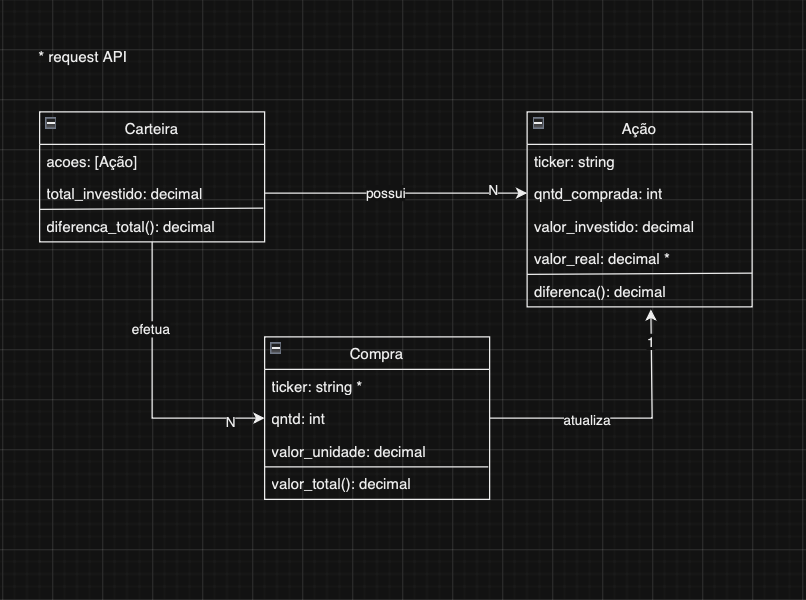 * request API
Carteira
acoes: [Ação]
total_investido: decimal
diferenca_total(): decimal
possui
N
Ação
ticker: string
qntd_comprada: int
valor_investido: decimal
valor_real: decimal *
diferenca(): decimal
efetua
N
Compra
ticker: string *
qntd: int
valor_unidade: decimal
valor_total(): decimal
atualiza
1